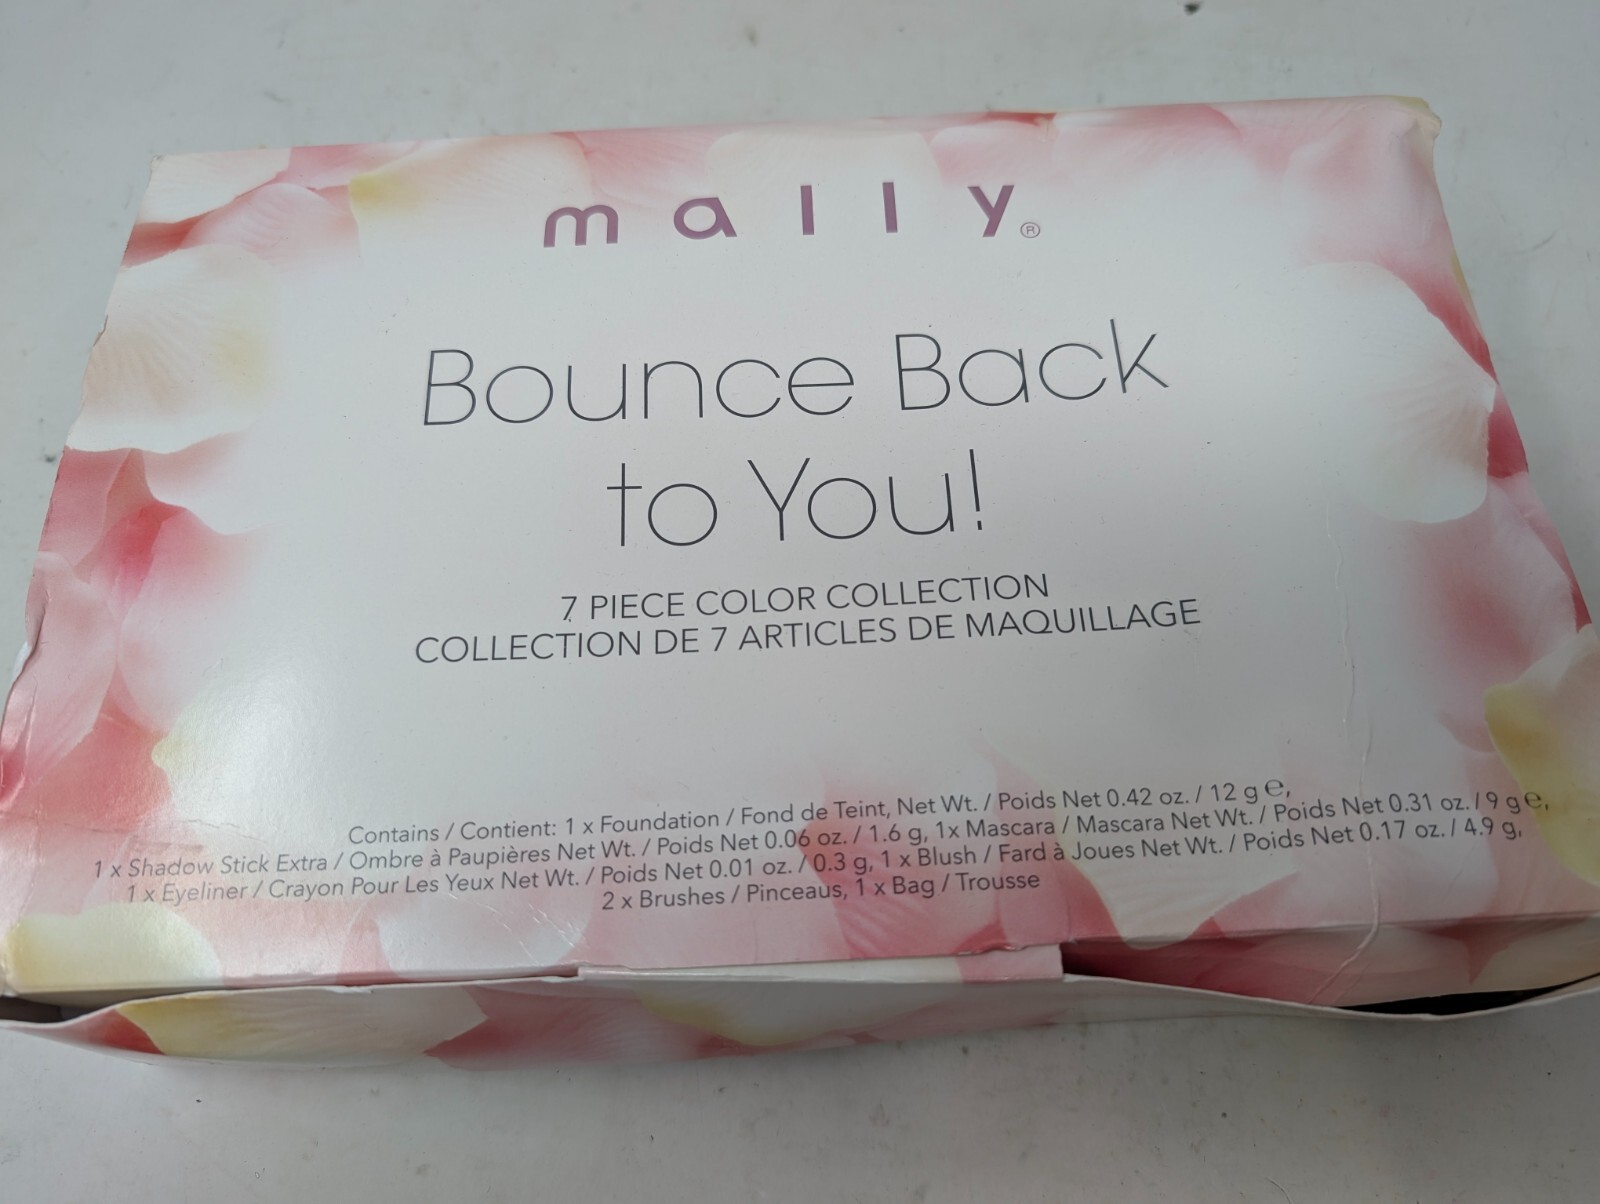 mally®
Bounce Back
to You!
7 PIECE COLOR COLLECTION
COLLECTION DE 7 ARTICLES DE MAQUILLAGE
Contains / Contient: 1 x Foundation / Fond de Teint, Net Wt. / Poids Net 0.42 oz. / 12 g ℮,
1 x Shadow Stick Extra / Ombre à Paupières Net Wt. / Poids Net 0.06 oz. / 1.6 g, 1x Mascara / Mascara Net Wt. / Poids Net 0.31 oz. / 9 g ℮,
1 x Eyeliner / Crayon Pour Les Yeux Net Wt. / Poids Net 0.01 oz. / 0.3 g, 1 x Blush / Fard à Joues Net Wt. / Poids Net 0.17 oz. / 4.9 g,
2 x Brushes / Pinceaus, 1 x Bag / Trousse